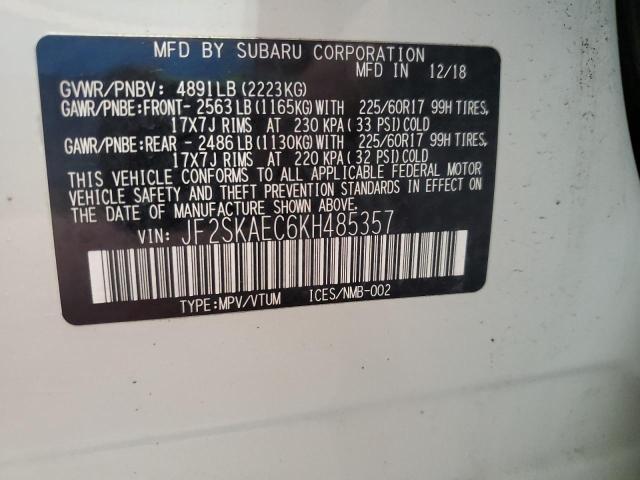 MFD BY SUBARU CORPORATION
MFD IN 12/18
GVWR/PNBV: 4891LB (2223KG)
GAWR/PNBE:FRONT- 2563LB(1165KG)WITH 225/60R17 99H TIRES,
17X7J RIMS AT 230 KPA(33 PSI)COLD
GAWR/PNBE:REAR - 2486LB(1130KG)WITH 225/60R17 99H TIRES,
17X7J RIMS AT 220 KPA(32 PSI)COLD
THIS VEHICLE CONFORMS TO ALL APPLICABLE FEDERAL MOTOR
VEHICLE SAFETY AND THEFT PREVENTION STANDARDS IN EFFECT ON
THE DATE OF MANUFACTURE SHOWN ABOVE.
VIN: JF2SKAEC6KH485357
TYPE:MPV/VTUM ICES/NMB-002